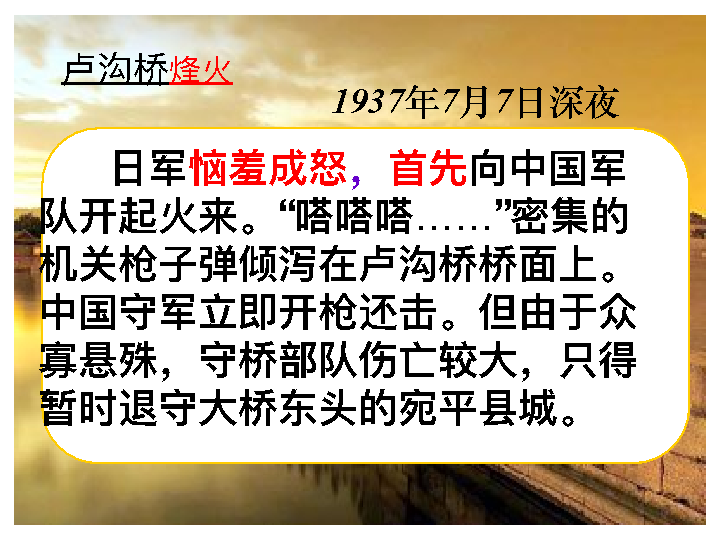 卢沟桥烽火
1937年7月7日深夜
日军恼羞成怒，首先向中国军
队开起火来。“嗒嗒嗒……”密集的
机关枪子弹倾泻在卢沟桥桥面上。
中国守军立即开枪还击。但由于众
寡悬殊，守桥部队伤亡较大，只得
暂时退守大桥东头的宛平县城。